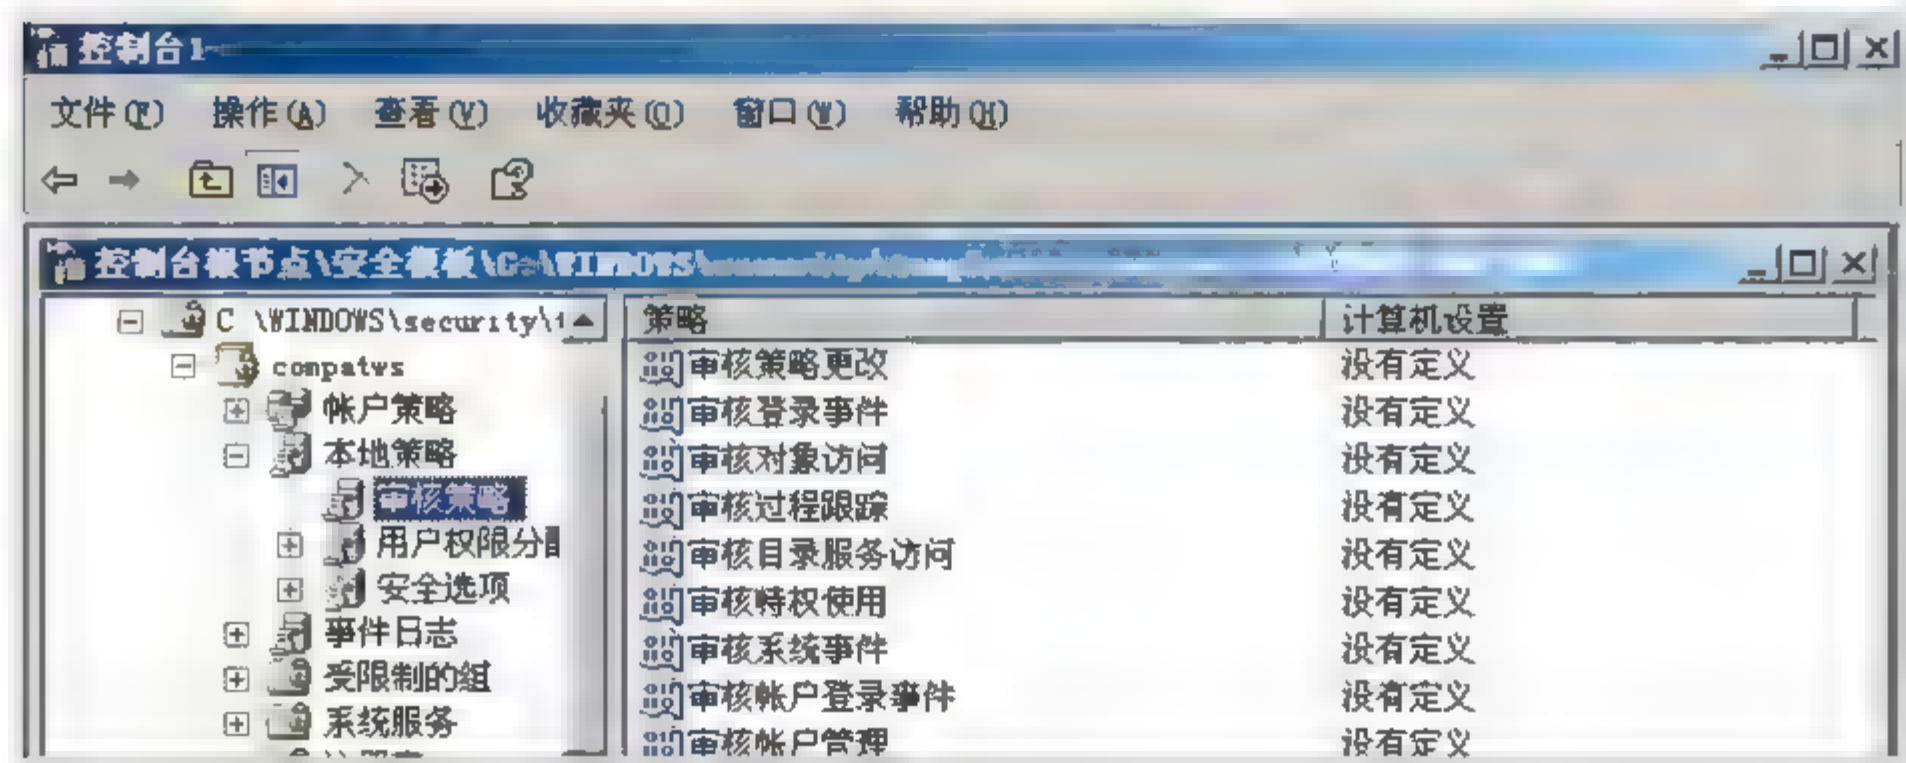 控制台1
文件(F) 操作(A) 查看(V) 收藏夹(O) 窗口(W) 帮助(H)
控制台根节点\安全模板\C:\WINDOWS\
C \WINDOWS\security\t
compatws
帐户策略
本地策略
审核策略
用户权限分配
安全选项
事件日志
受限制的组
系统服务
策略 计算机设置
审核策略更改 没有定义
审核登录事件 没有定义
审核对象访问 没有定义
审核过程跟踪 没有定义
审核目录服务访问 没有定义
审核特权使用 没有定义
审核系统事件 没有定义
审核帐户登录事件 没有定义
审核帐户管理 没有定义